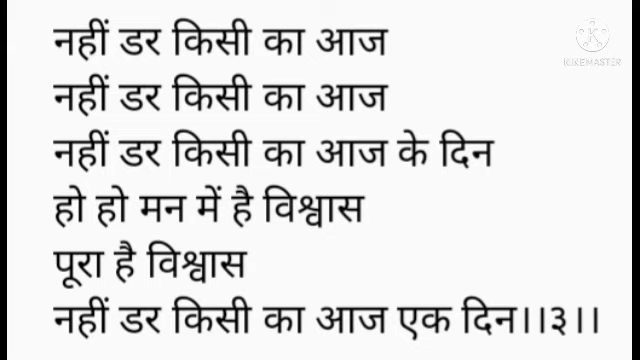 नहीं डर किसी का आज
नहीं डर किसी का आज
नहीं डर किसी का आज के दिन
हो हो मन में है विश्वास
पूरा है विश्वास
नहीं डर किसी का आज एक दिन।।३।।
KINEMASTER